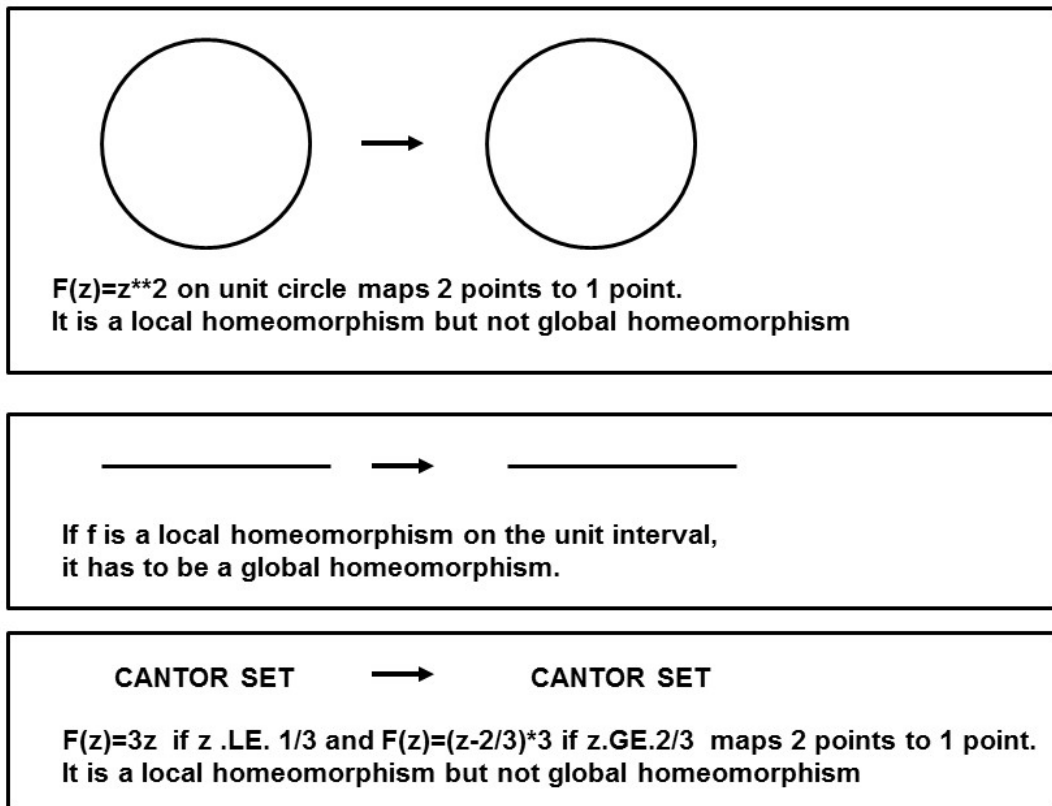 F(z)=z**2 on unit circle maps 2 points to 1 point.
It is a local homeomorphism but not global homeomorphism
If f is a local homeomorphism on the unit interval,
it has to be a global homeomorphism.
CANTOR SET CANTOR SET
F(z)=3z if z .LE. 1/3 and F(z)=(z-2/3)*3 if z.GE.2/3 maps 2 points to 1 point.
It is a local homeomorphism but not global homeomorphism